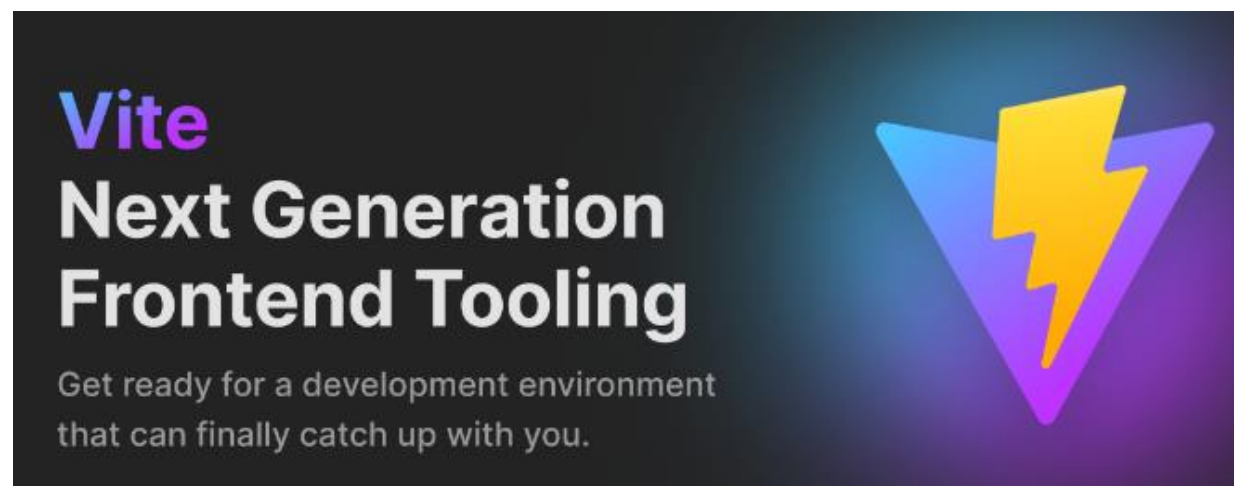 Vite
Next Generation
Frontend Tooling
Get ready for a development environment
that can finally catch up with you.